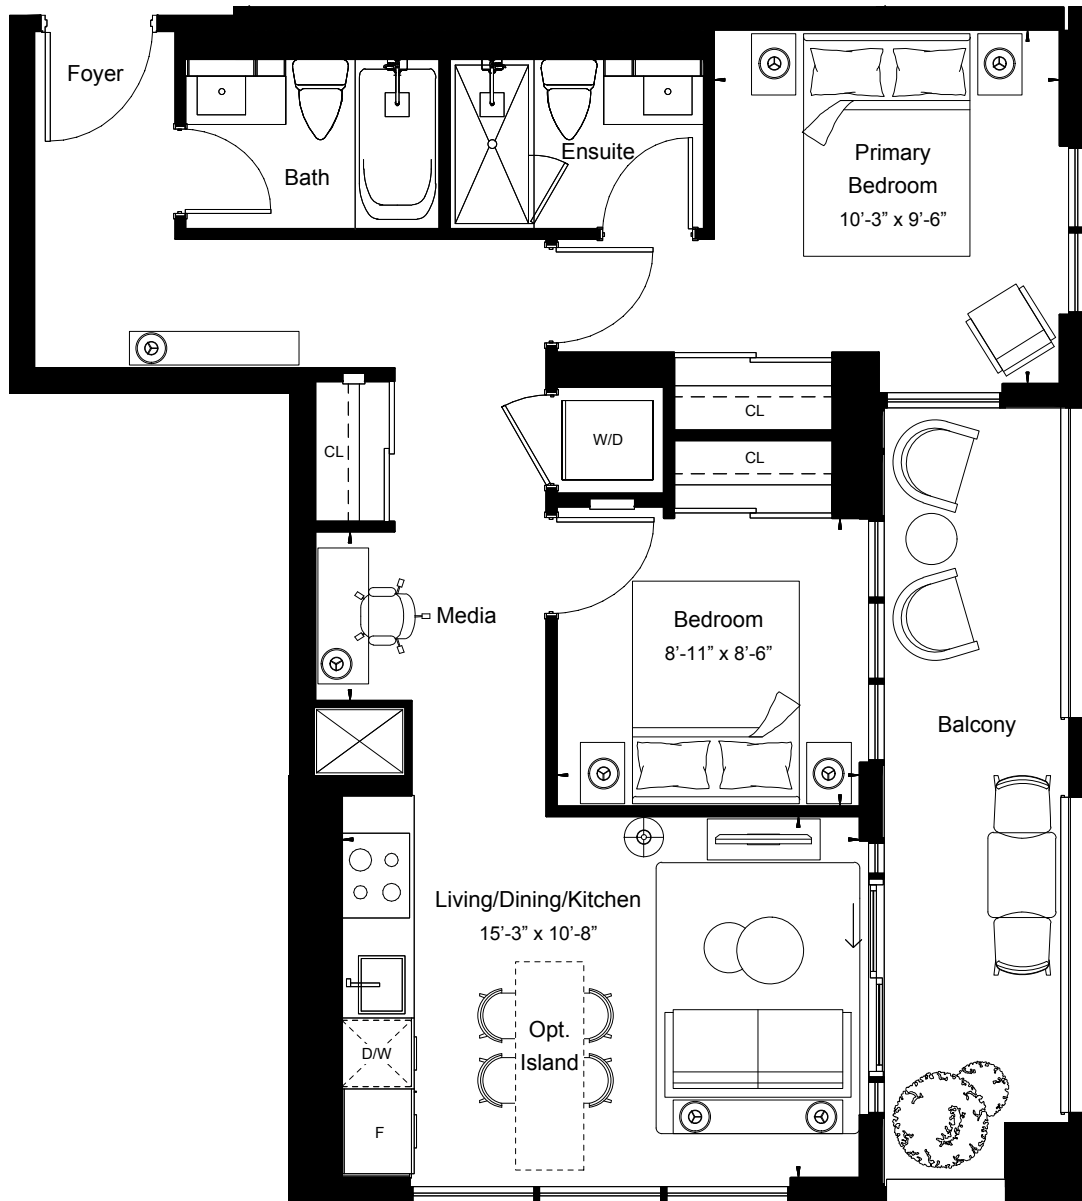 Foyer
Bath
Ensuite
Primary
Bedroom
10’-3” x 9’-6”
CL
W/D
CL
CL
Media
Bedroom
8’-11” x 8’-6”
Balcony
Living/Dining/Kitchen
15’-3” x 10’-8”
Opt.
Island
D/W
F